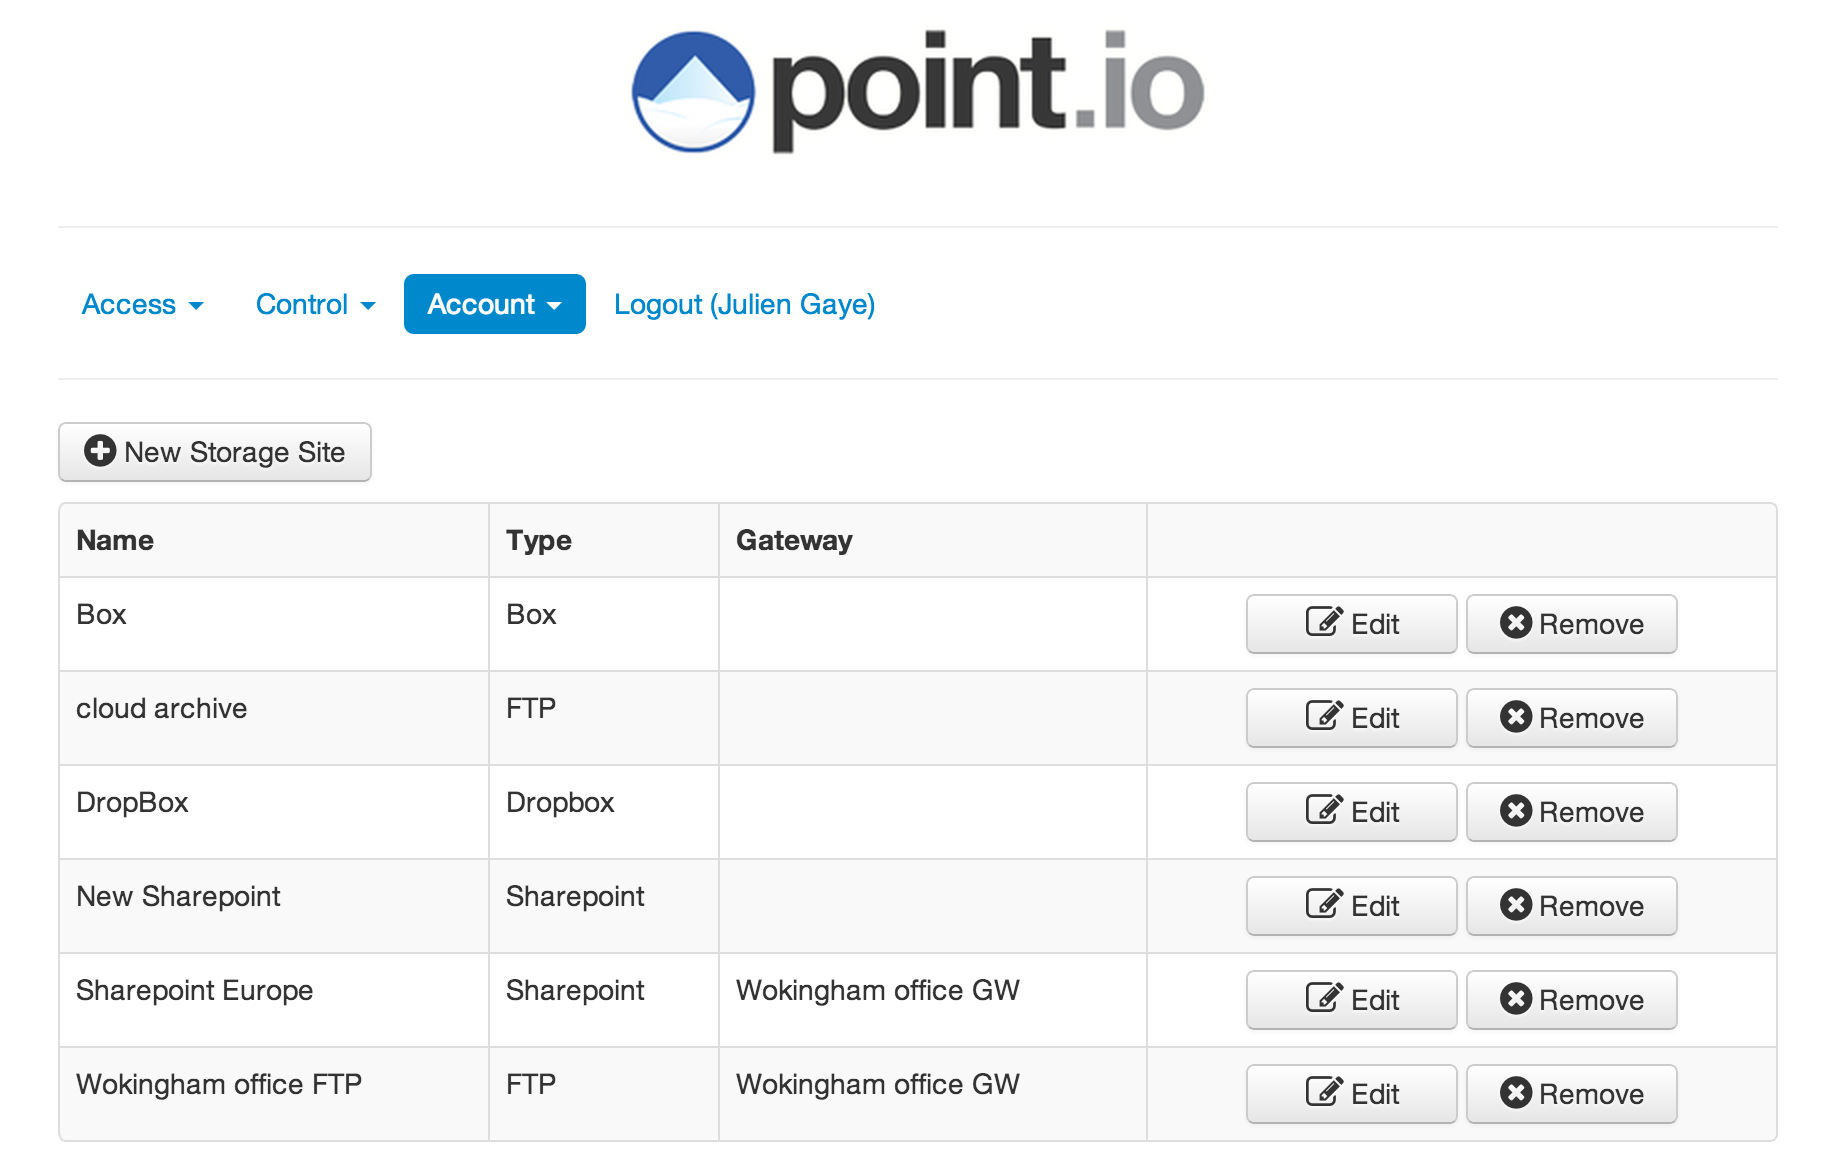 point.io
Access Control Account Logout (Julien Gaye)
New Storage Site
Name Type Gateway
Box Box Edit Remove
cloud archive FTP Edit Remove
DropBox Dropbox Edit Remove
New Sharepoint Sharepoint Edit Remove
Sharepoint Europe Sharepoint Wokingham office GW Edit Remove
Wokingham office FTP FTP Wokingham office GW Edit Remove